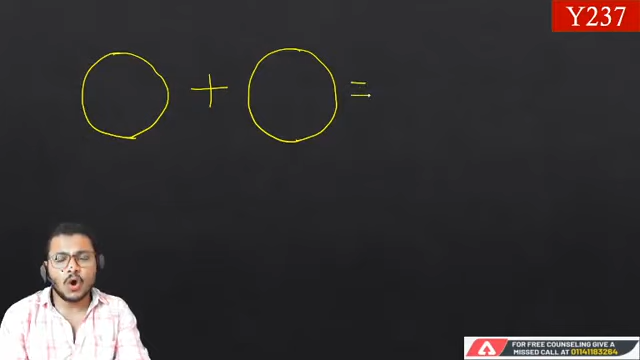 Y237
+ =
FOR FREE COUNSELING GIVE A
MISSED CALL AT 01141183264